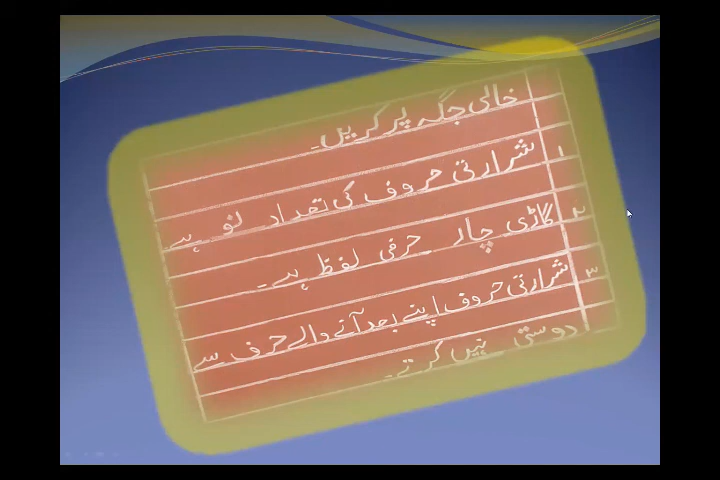 خالی جگہ پر کریں۔
۱ شرارتی حروف کی تعداد نو ہے
۲ گاڑی چار حرفی لفظ ہے۔
۳ شرارتی حروف اپنے بعد آنے والے حرف سے
دوستی نہیں کرتے۔